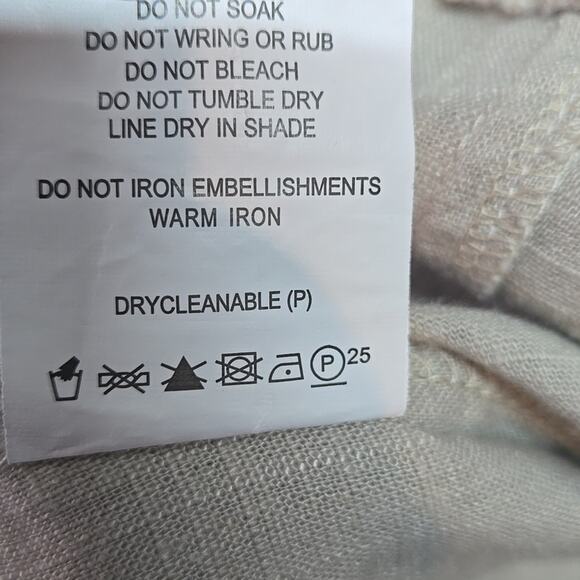 DO NOT SOAK
DO NOT WRING OR RUB
DO NOT BLEACH
DO NOT TUMBLE DRY
LINE DRY IN SHADE
DO NOT IRON EMBELLISHMENTS
WARM IRON
DRYCLEANABLE (P)
P 25